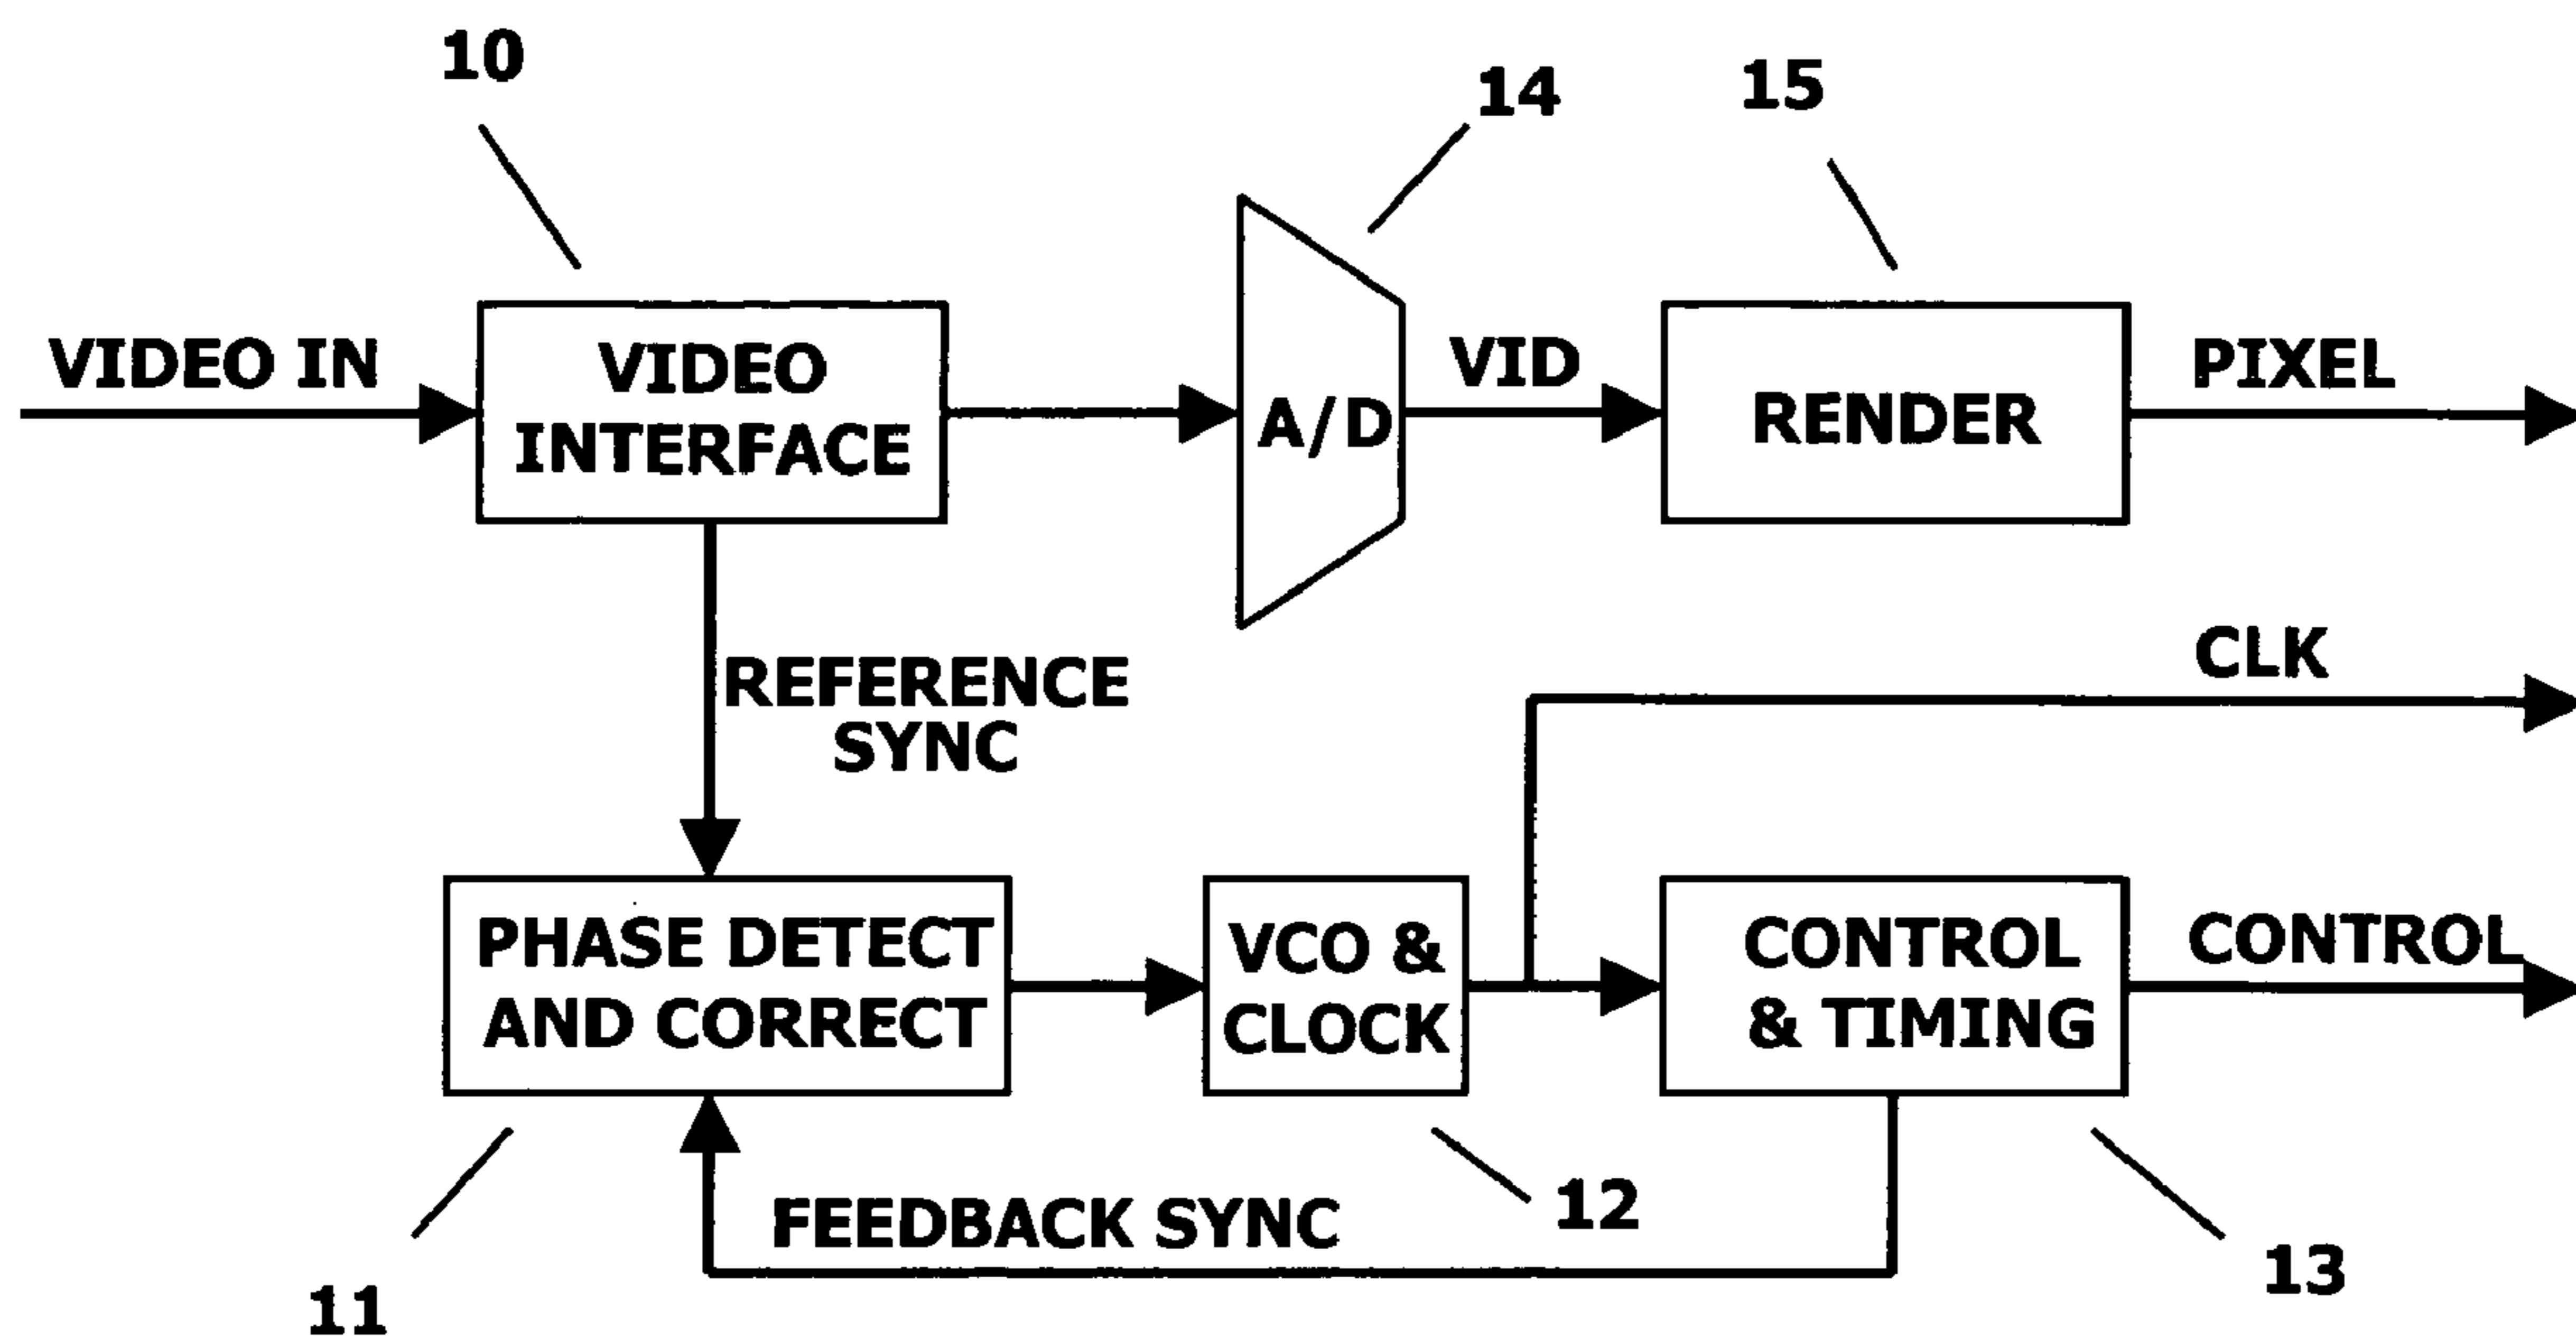 10
14
15
VIDEO IN
VIDEO
INTERFACE
A/D
VID
RENDER
PIXEL
REFERENCE
SYNC
CLK
PHASE DETECT
AND CORRECT
VCO &
CLOCK
CONTROL
& TIMING
CONTROL
FEEDBACK SYNC
11
12
13